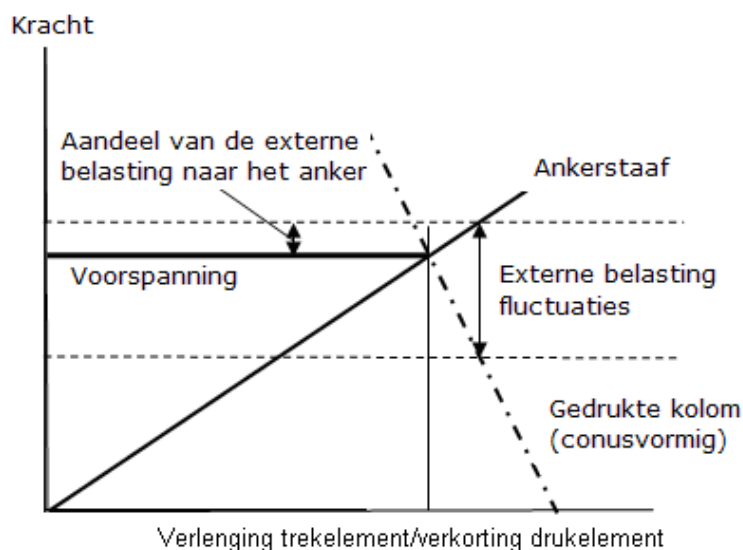 Kracht
Aandeel van de externe
belasting naar het anker
Ankerstaaf
Voorspanning
Externe belasting
fluctuaties
Gedrukte kolom
(conusvormig)
Verlenging trekelement/verkorting drukelement